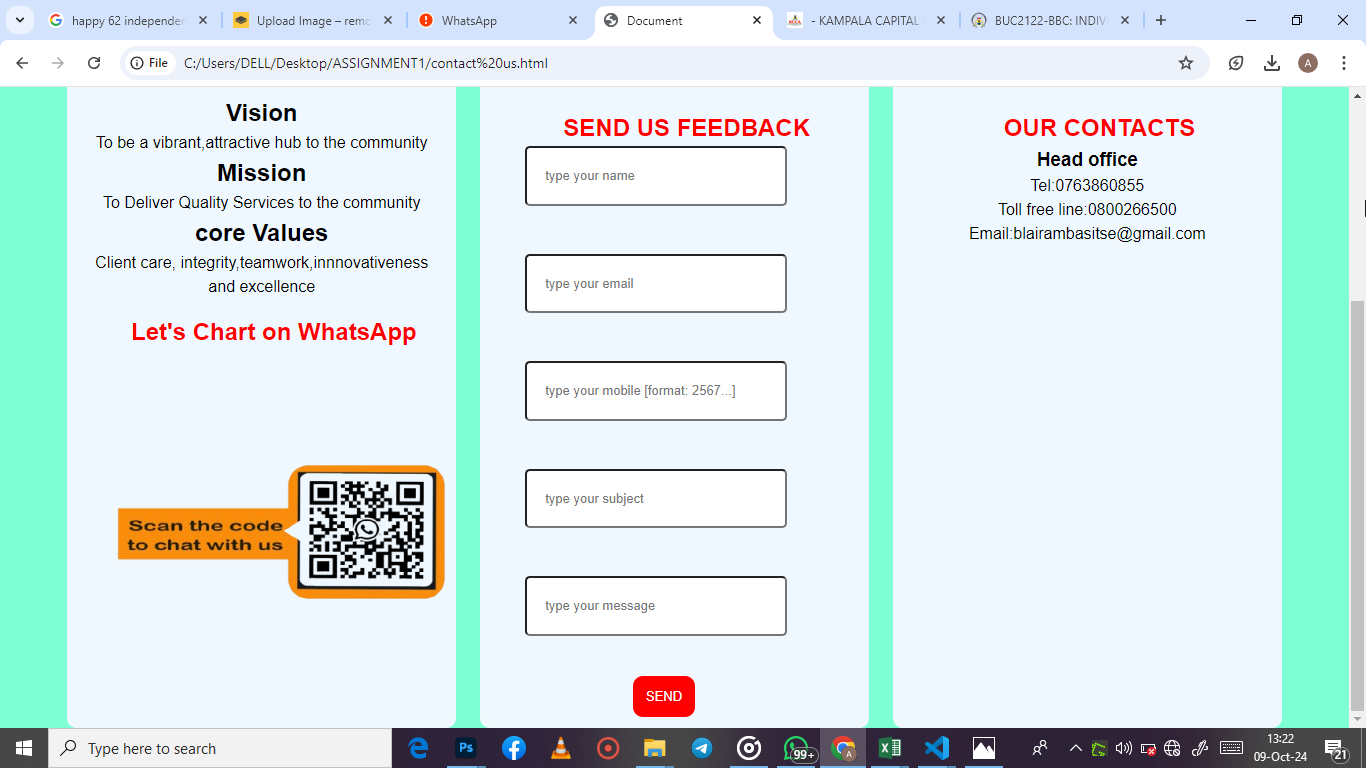 happy 62 independen
Upload Image – remo
WhatsApp
Document
- KAMPALA CAPITAL
BUC2122-BBC: INDIV
File
C:/Users/DELL/Desktop/ASSIGNMENT1/contact%20us.html
A
Vision
To be a vibrant,attractive hub to the community
Mission
To Deliver Quality Services to the community
core Values
Client care, integrity,teamwork,innnovativeness
and excellence
Let's Chart on WhatsApp
Scan the code
to chat with us
SEND US FEEDBACK
type your name
type your email
type your mobile [format: 2567...]
type your subject
type your message
SEND
OUR CONTACTS
Head office
Tel:0763860855
Toll free line:0800266500
Email:blairambasitse@gmail.com
Type here to search
Ps
99+
A
13:22
09-Oct-24
21